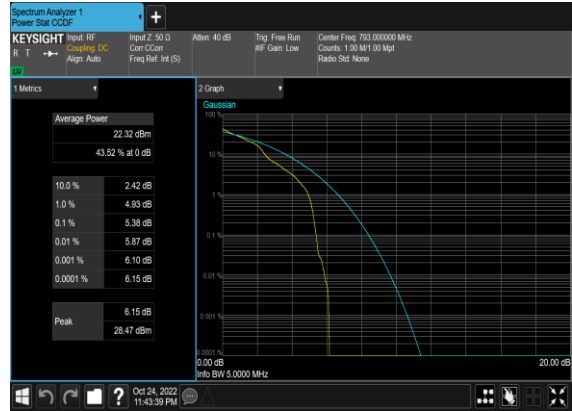 Spectrum Analyzer 1
Power Stat CCDF
KEYSIGHT
R T
LW
Input: RF
Coupling: DC
Align: Auto
Input Z: 50 Ω
Corr CCorr
Freq Ref: Int (S)
Atten: 40 dB
Trig: Free Run
#IF Gain: Low
Center Freq: 793.000000 MHz
Counts: 1.00 M/1.00 Mpt
Radio Std: None
1 Metrics
Average Power
22.32 dBm
43.52 % at 0 dB
10.0 % 2.42 dB
1.0 % 4.93 dB
0.1 % 5.38 dB
0.01 % 5.87 dB
0.001 % 6.10 dB
0.0001 % 6.15 dB
Peak
6.15 dB
28.47 dBm
2 Graph
Gaussian
100 %
10 %
1 %
0.1 %
0.01 %
0.001 %
0.0001 %
0.00 dB 20.00 dB
Info BW 5.0000 MHz
Oct 24, 2022
11:43:39 PM